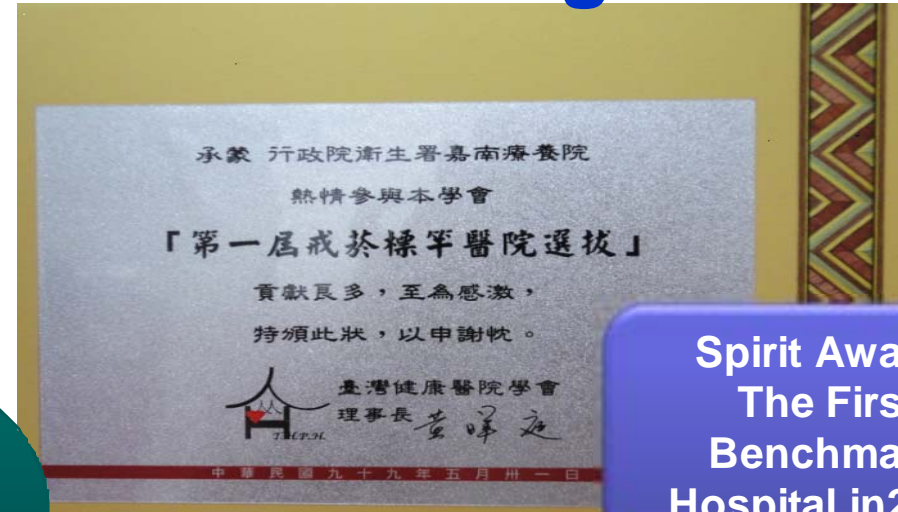 承蒙 行政院衛生署嘉南療養院
熱情參與本學會
「第一屆戒菸標竿醫院選拔」
貢獻良多，至為感激，
特頒此狀，以申謝忱。
臺灣健康醫院學會
理事長 黃暐庭
T.H.P.H.
中華民國九十九年五月卅一日
Spirit Awa
The Firs
Benchma
Hospital in2